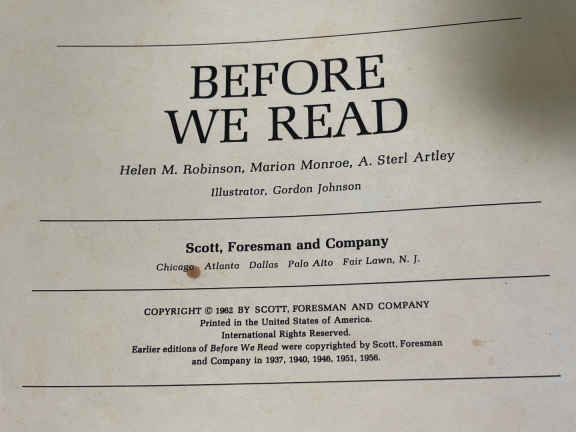 BEFORE
WE READ
Helen M. Robinson, Marion Monroe, A. Sterl Artley
Illustrator, Gordon Johnson
Scott, Foresman and Company
Chicago Atlanta Dallas Palo Alto Fair Lawn, N. J.
COPYRIGHT © 1962 BY SCOTT, FORESMAN AND COMPANY
Printed in the United States of America.
International Rights Reserved.
Earlier editions of Before We Read were copyrighted by Scott, Foresman
and Company in 1937, 1940, 1946, 1951, 1956.